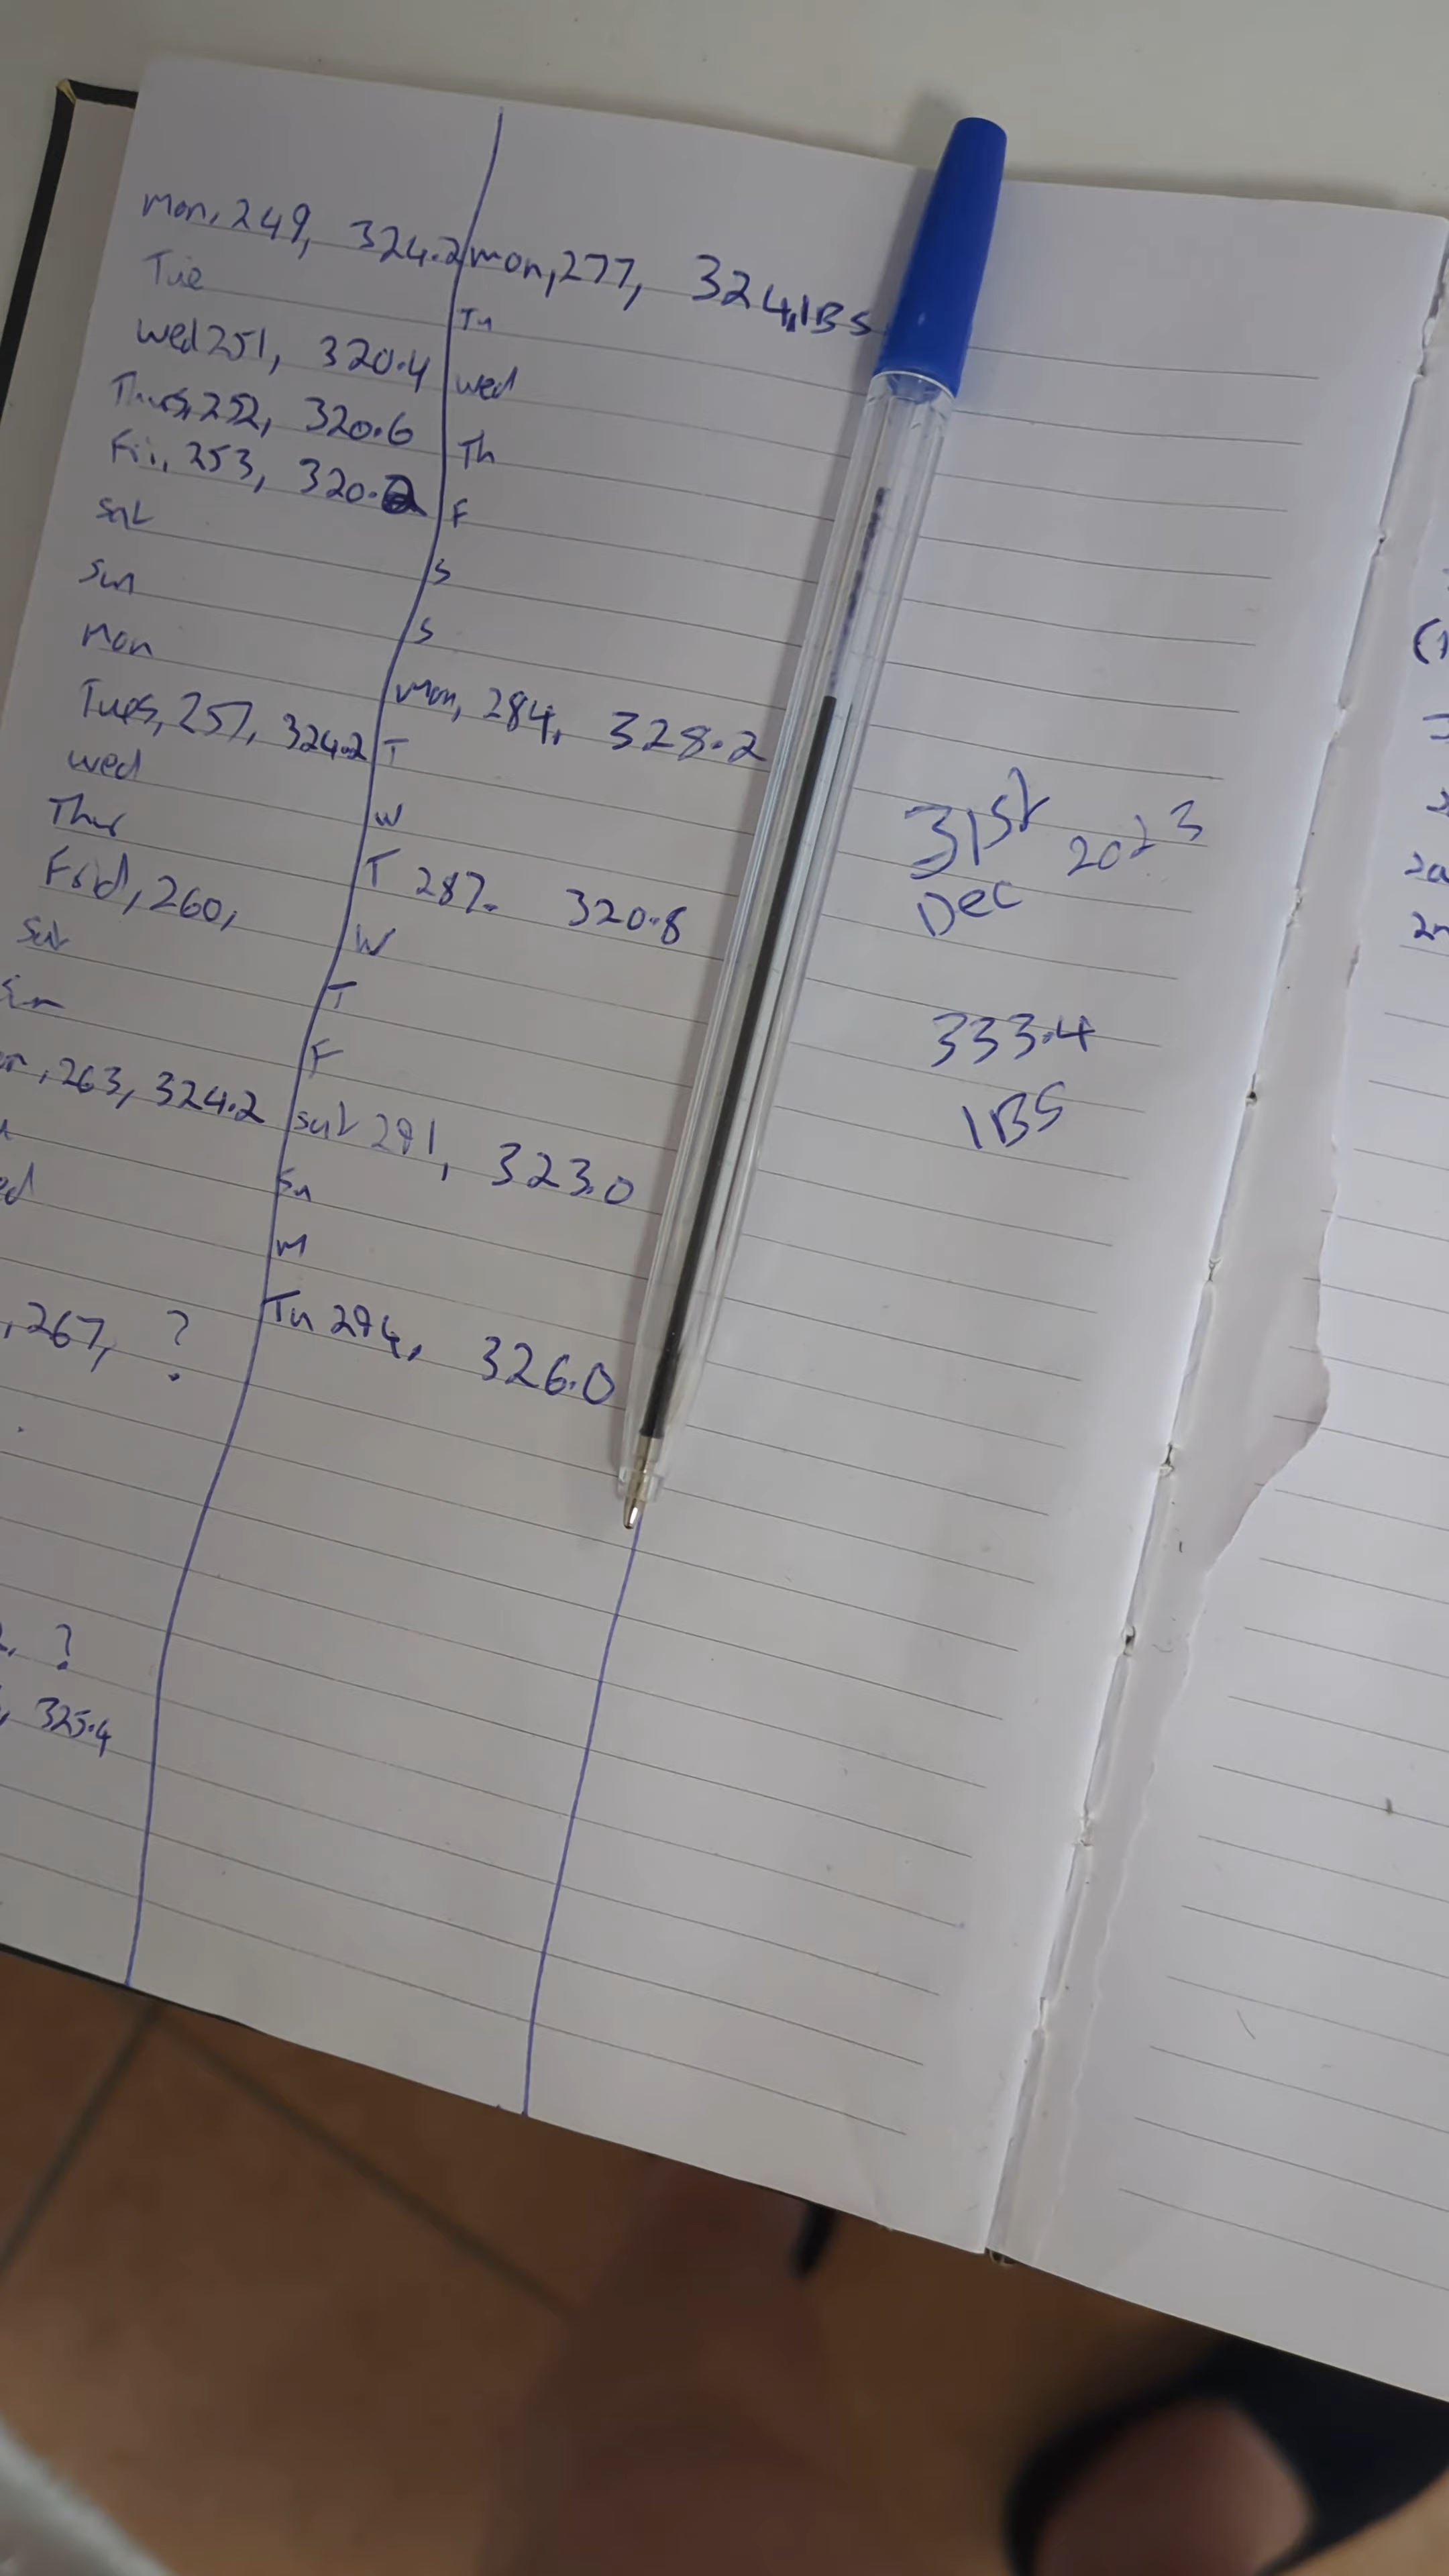 Mon, 249, 324.2
Tue
Wed 251, 320.4
Thurs, 252, 320.6
Fri, 253, 320.2
Sat
Sun
Mon
Tues, 257, 324.2
Wed
Thur
Frid, 260,
Sat
Sun
, 263, 324.2
, 267, ?
?
, 325.4
Mon, 277, 324, lBS
Tu
Wed
Th
F
S
S
Mon, 284, 328.2
T
W
T 287. 320.8
W
T
F
Sat 291, 323.0
Sn
M
Tu 294, 326.0
31st 2023
Dec
333.4
lBS